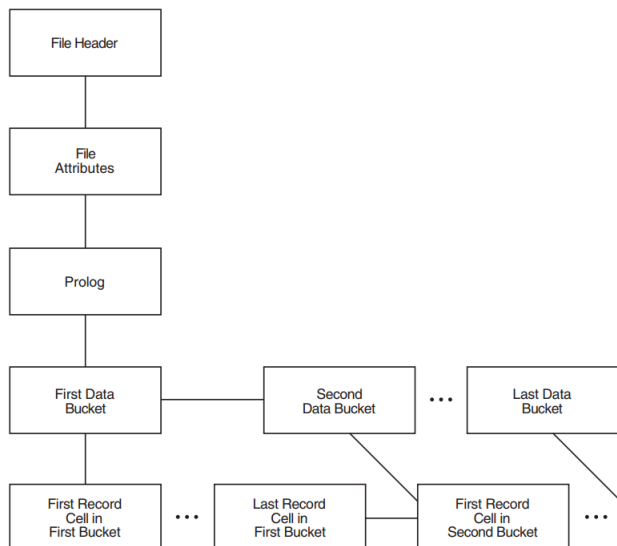 File Header
File
Attributes
Prolog
First Data
Bucket
Second
Data Bucket
•••
Last Data
Bucket
First Record
Cell in
First Bucket
•••
Last Record
Cell in
First Bucket
First Record
Cell in
Second Bucket
•••